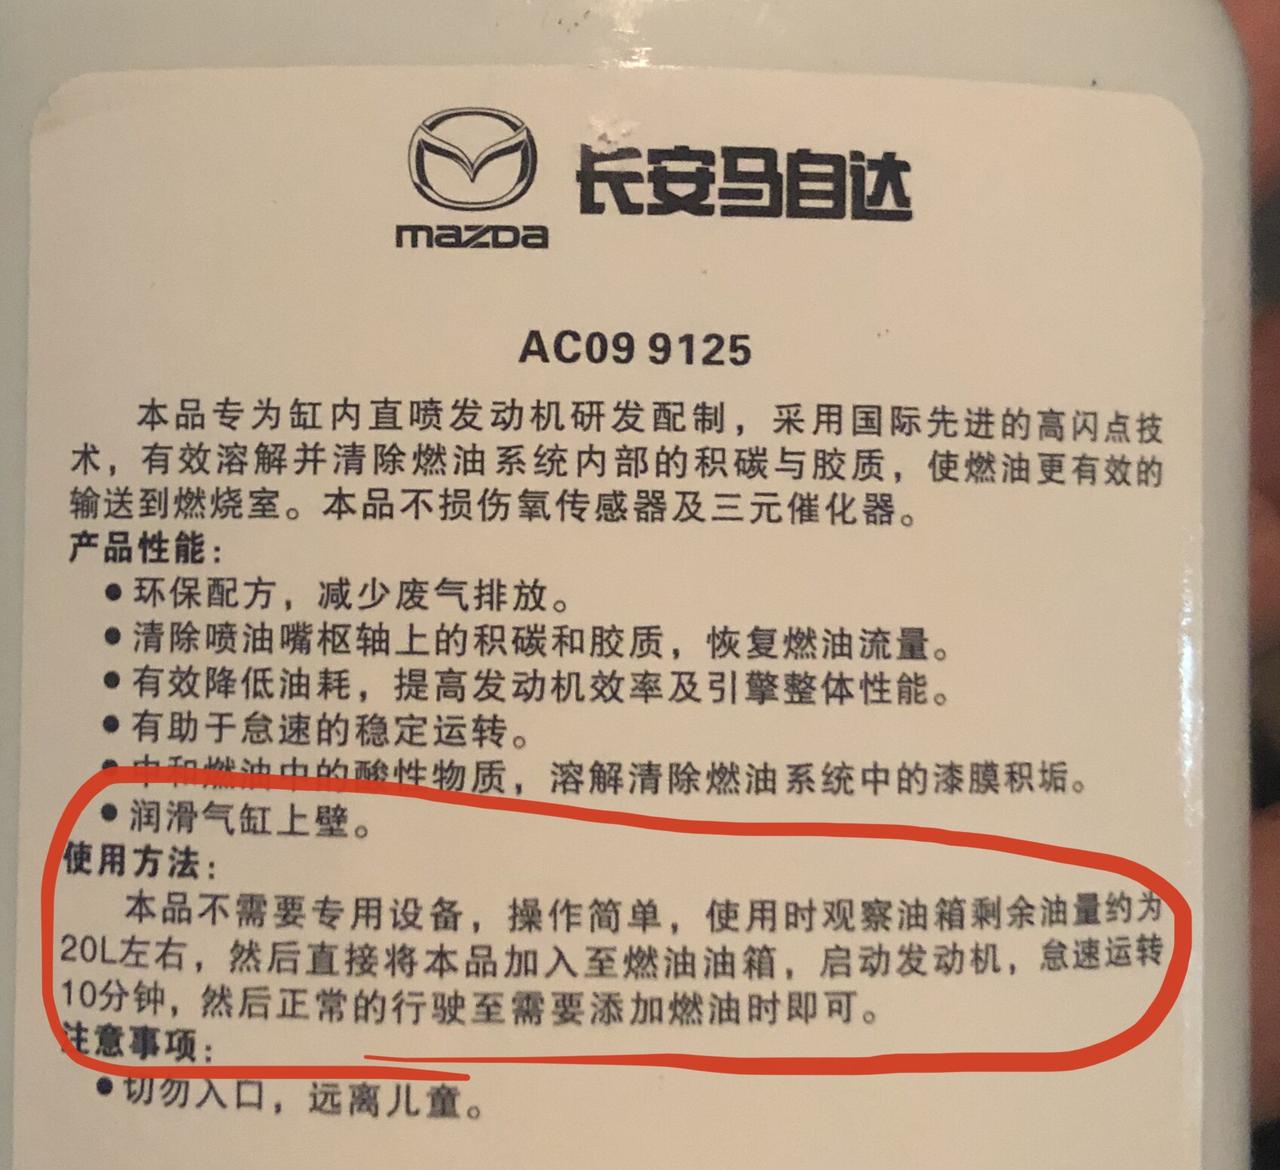 mazda
长安马自达
AC09 9125
本品专为缸内直喷发动机研发配制，采用国际先进的高闪点技
术，有效溶解并清除燃油系统内部的积碳与胶质，使燃油更有效的
输送到燃烧室。本品不损伤氧传感器及三元催化器。
产品性能：
●环保配方，减少废气排放。
●清除喷油嘴枢轴上的积碳和胶质，恢复燃油流量。
●有效降低油耗，提高发动机效率及引擎整体性能。
●有助于怠速的稳定运转。
●中和燃油中的酸性物质，溶解清除燃油系统中的漆膜积垢。
●润滑气缸上壁。
使用方法：
本品不需要专用设备，操作简单，使用时观察油箱剩余油量约为
20L左右，然后直接将本品加入至燃油油箱，启动发动机，怠速运转
10分钟，然后正常的行驶至需要添加燃油时即可。
注意事项：
●切勿入口，远离儿童。